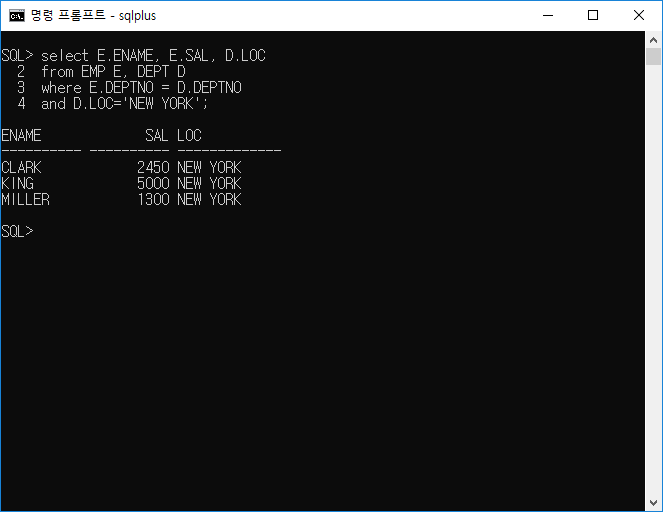 명령 프롬프트 - sqlplus
SQL> select E.ENAME, E.SAL, D.LOC
  2  from EMP E, DEPT D
  3  where E.DEPTNO = D.DEPTNO
  4  and D.LOC='NEW YORK';
ENAME             SAL LOC
---------- ---------- -------------
CLARK            2450 NEW YORK
KING             5000 NEW YORK
MILLER           1300 NEW YORK
SQL>